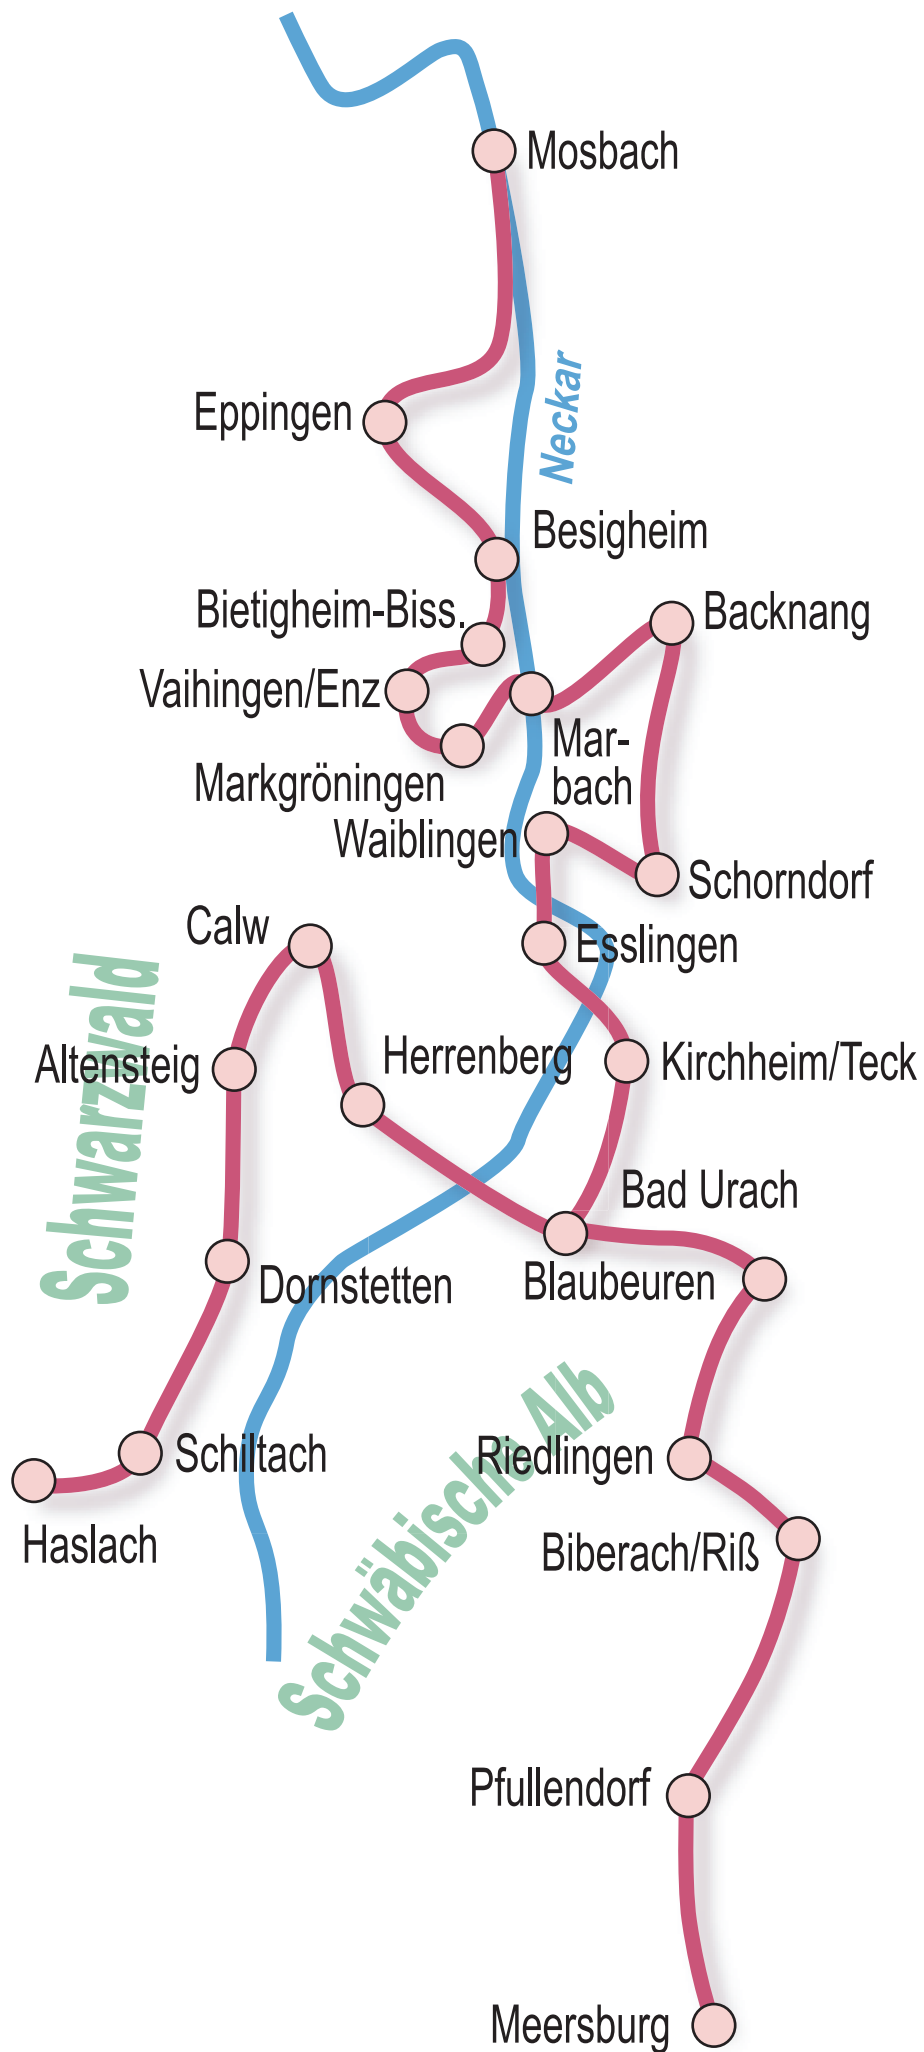 Mosbach
Neckar
Eppingen
Besigheim
Bietigheim-Biss.
Backnang
Vaihingen/Enz
Mar-
bach
Markgröningen
Waiblingen
Schorndorf
Calw
Esslingen
Schwarzwald
Altensteig
Herrenberg
Kirchheim/Teck
Bad Urach
Dornstetten
Blaubeuren
Schwäbische Alb
Schiltach
Riedlingen
Haslach
Biberach/Riß
Pfullendorf
Meersburg